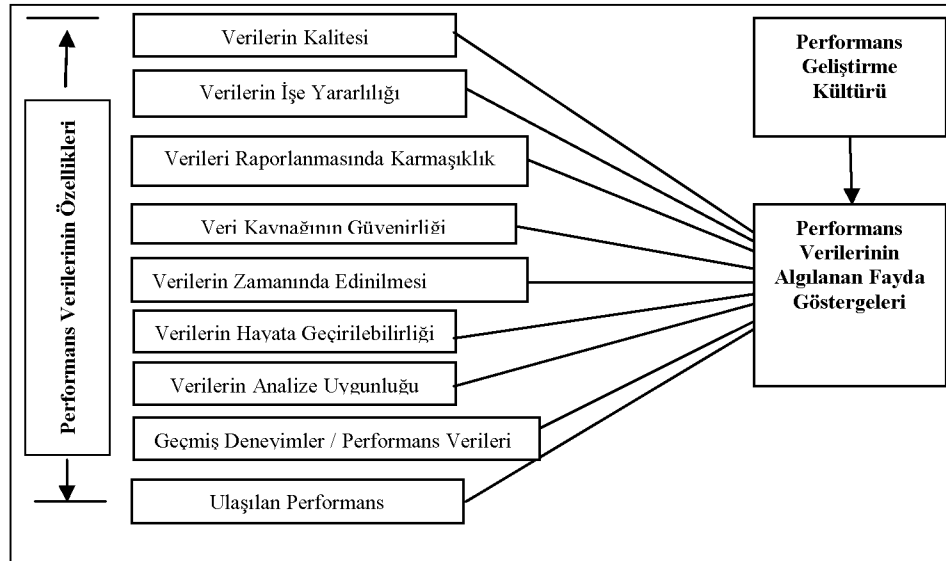 Performans Verilerinin Özellikleri
Verilerin Kalitesi
Verilerin İşe Yararlılığı
Verileri Raporlanmasında Karmaşıklık
Veri Kaynağının Güvenirliği
Verilerin Zamanında Edinilmesi
Verilerin Hayata Geçirilebilirliği
Verilerin Analize Uygunluğu
Geçmiş Deneyimler / Performans Verileri
Ulaşılan Performans
Performans
Geliştirme
Kültürü
Performans
Verilerinin
Algılanan Fayda
Göstergeleri